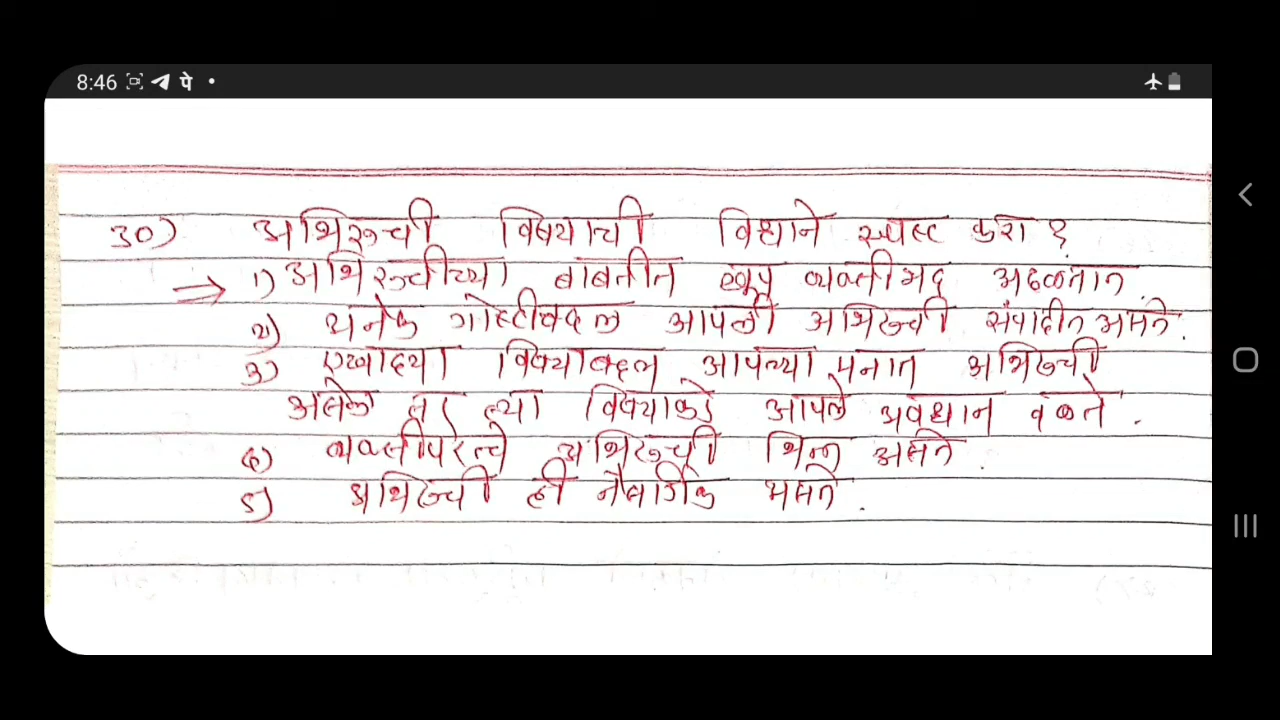 8:46 पे
३०) अभिरूची विषयाची विधाने स्पष्ट करा ?
१) अभिरूचीच्या बाबतीत खूप व्यक्तीभेद अढळतात.
२) अनेक गोष्टीबद्दल आपली अभिरूची संपादीत असते.
३) एखादया विषयाबद्दल आपल्या मनात अभिरूची
असेल तर त्या विषयाकडे आपले अवधान वळते.
४) व्यक्तीपरत्वे अभिरूची भिन्न असते.
५) अभिरूची ही नैसर्गिक असते.